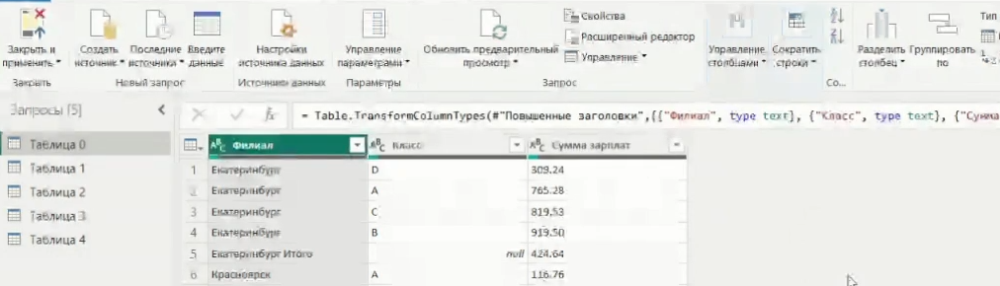 Закрыть и применить
Создать источник
Последние источники
Введите данные
Настройки источника данных
Управление параметрами
Обновить предварительный просмотр
Свойства
Расширенный редактор
Управление
Управление столбцами
Сократить строки
Разделить столбец
Группировать по
Тип
Закрыть
Новый запрос
Источники данных
Параметры
Запрос
Со...
Запросы [5]
= Table.TransformColumnTypes(#"Повышенные заголовки",{{"Филиал", type text}, {"Класс", type text}, {"Сумма
Таблица 0
Таблица 1
Таблица 2
Таблица 3
Таблица 4
Филиал Класс Сумма зарплат
1 Екатеринбург D 309.24
2 Екатеринбург A 765.28
3 Екатеринбург C 819.53
4 Екатеринбург B 919.50
5 Екатеринбург Итого null 424.64
6 Красноярск A 116.76